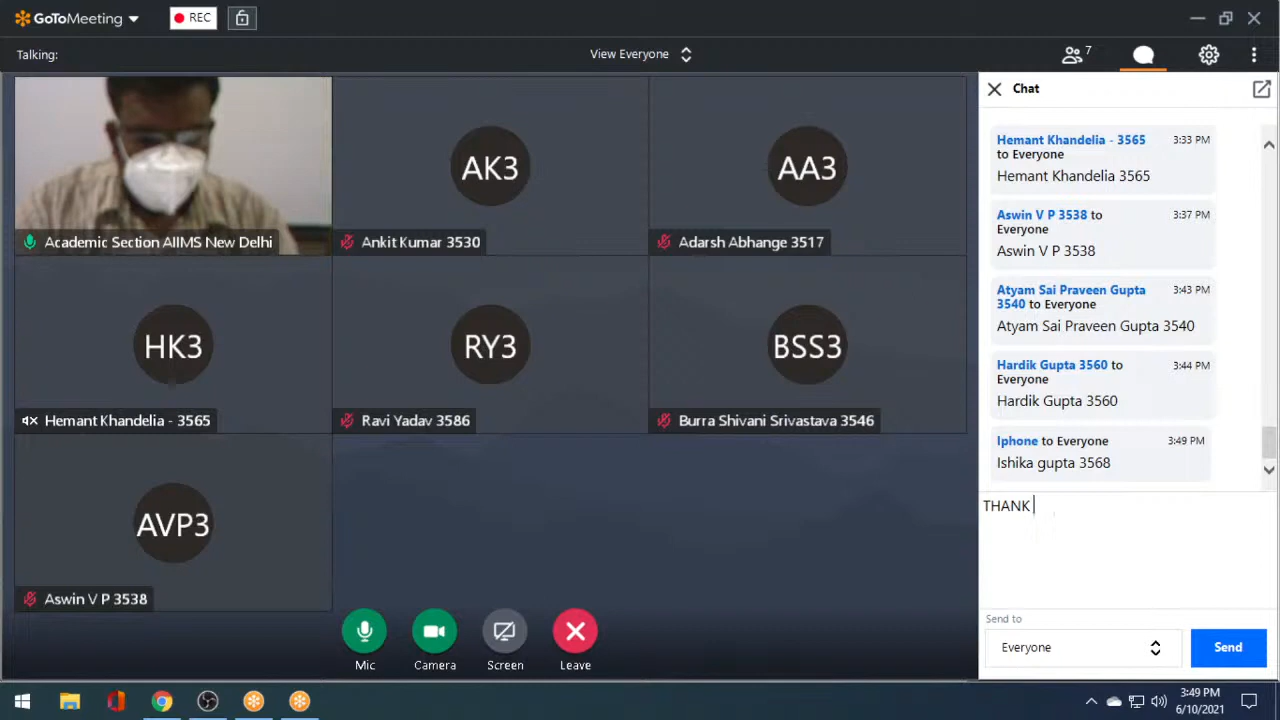 GoToMeeting
REC
Talking:
View Everyone
7
Chat
Academic Section AIIMS New Delhi
AK3
Ankit Kumar 3530
AA3
Adarsh Abhange 3517
HK3
Hemant Khandelia - 3565
RY3
Ravi Yadav 3586
BSS3
Burra Shivani Srivastava 3546
AVP3
Aswin V P 3538
Mic
Camera
Screen
Leave
Hemant Khandelia - 3565 3:33 PM
to Everyone
Hemant Khandelia 3565
Aswin V P 3538 to 3:37 PM
Everyone
Aswin V P 3538
Atyam Sai Praveen Gupta 3:43 PM
3540 to Everyone
Atyam Sai Praveen Gupta 3540
Hardik Gupta 3560 to 3:44 PM
Everyone
Hardik Gupta 3560
Iphone to Everyone 3:49 PM
Ishika gupta 3568
THANK
Send to
Everyone
Send
3:49 PM
6/10/2021